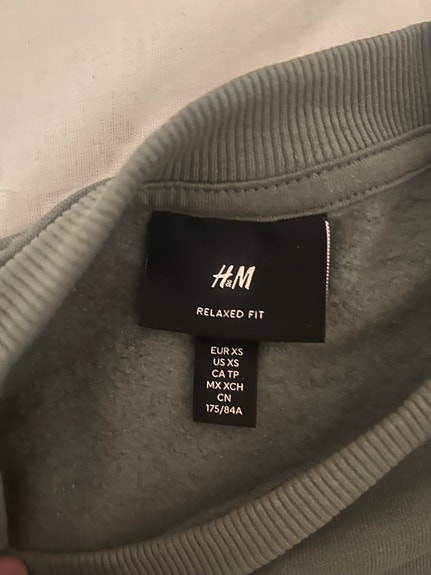 H&M
RELAXED FIT
EUR XS
US XS
CA TP
MX XCH
CN
175/84A